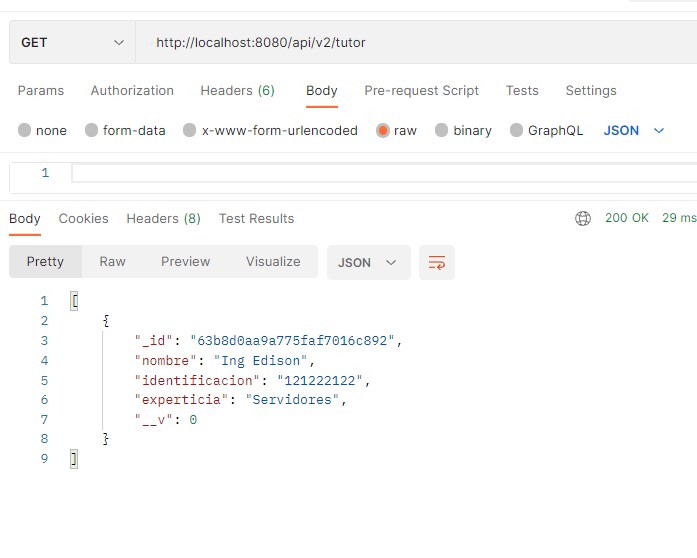 GET http://localhost:8080/api/v2/tutor
Params Authorization Headers (6) Body Pre-request Script Tests Settings
none form-data x-www-form-urlencoded raw binary GraphQL JSON
1
Body Cookies Headers (8) Test Results 200 OK 29 ms
Pretty Raw Preview Visualize JSON
1 [
2 {
3 "_id": "63b8d0aa9a775faf7016c892",
4 "nombre": "Ing Edison",
5 "identificacion": "121222122",
6 "experticia": "Servidores",
7 "__v": 0
8 }
9 ]